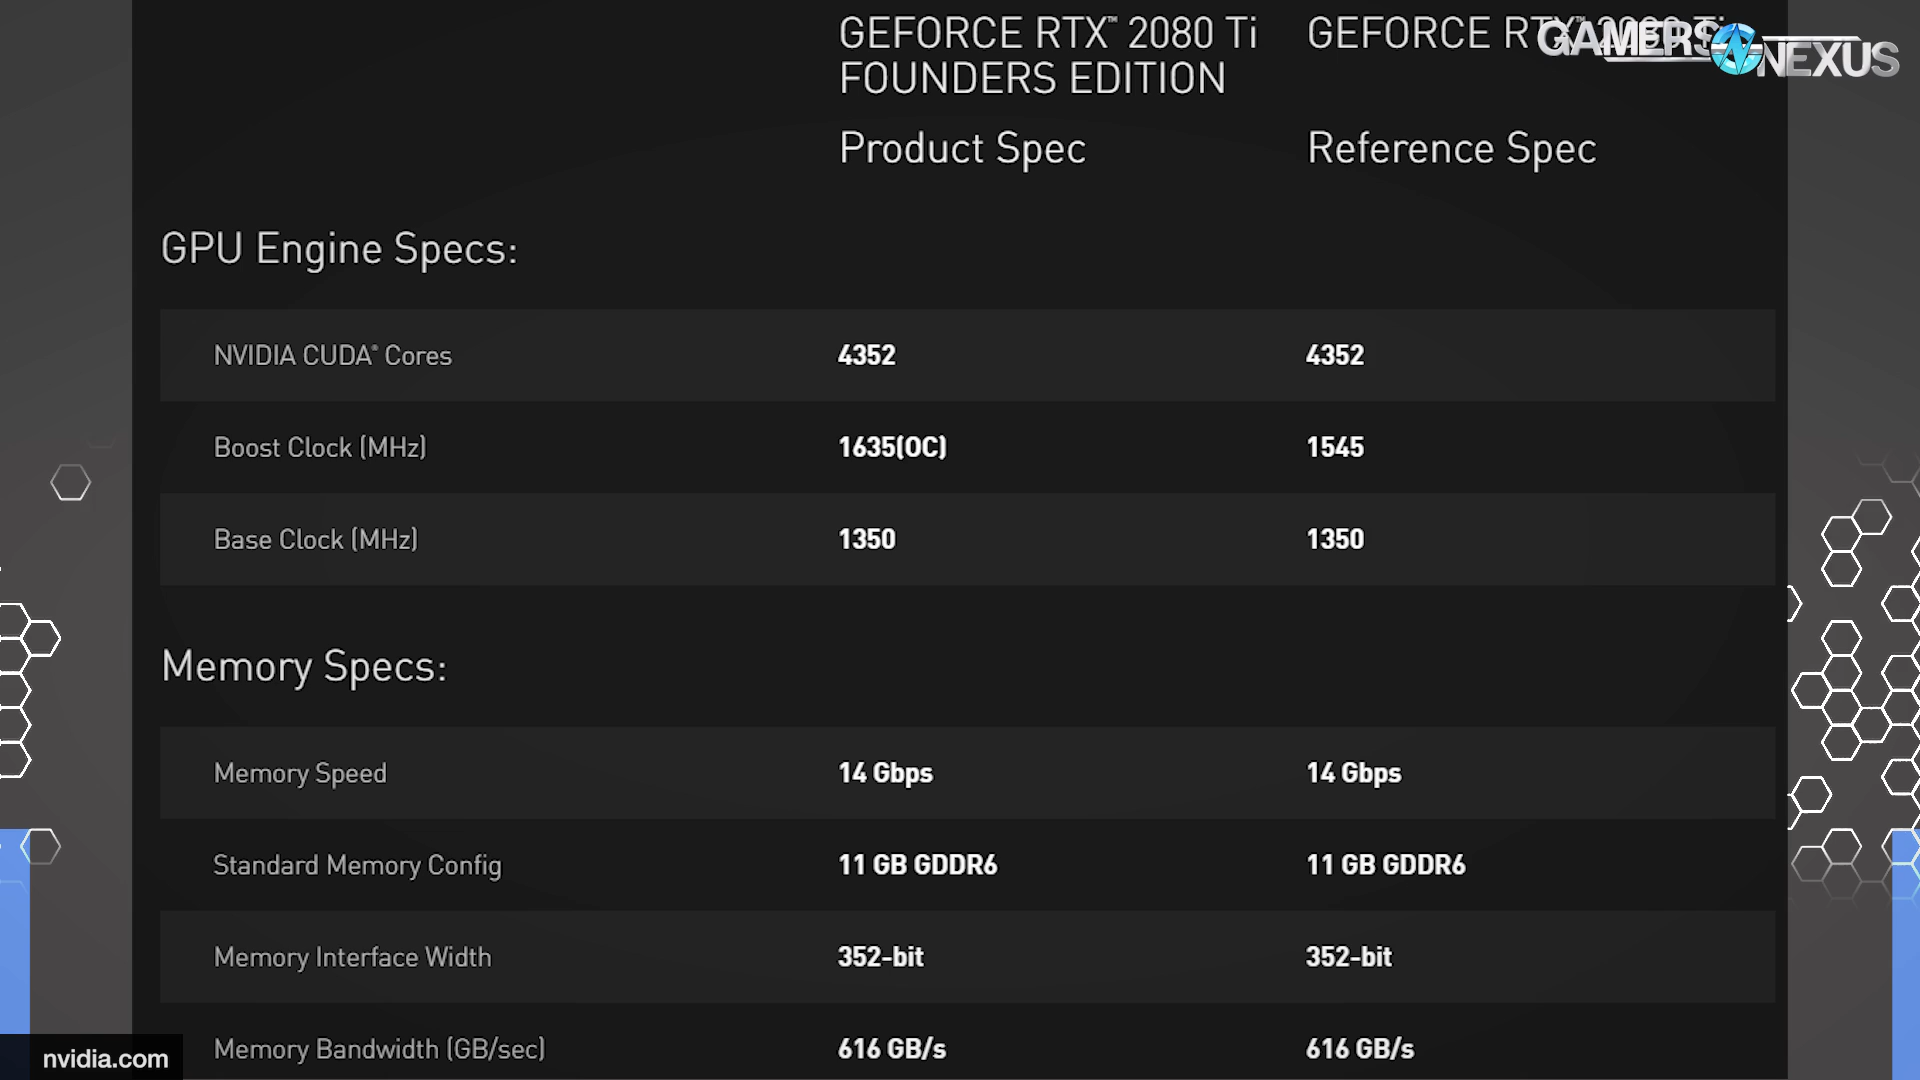 GEFORCE RTX™ 2080 Ti GEFORCE RTX™ 2080 Ti
FOUNDERS EDITION
GAMERS NEXUS
Product Spec Reference Spec
GPU Engine Specs:
NVIDIA CUDA® Cores 4352 4352
Boost Clock (MHz) 1635(OC) 1545
Base Clock (MHz) 1350 1350
Memory Specs:
Memory Speed 14 Gbps 14 Gbps
Standard Memory Config 11 GB GDDR6 11 GB GDDR6
Memory Interface Width 352-bit 352-bit
Memory Bandwidth (GB/sec) 616 GB/s 616 GB/s
nvidia.com